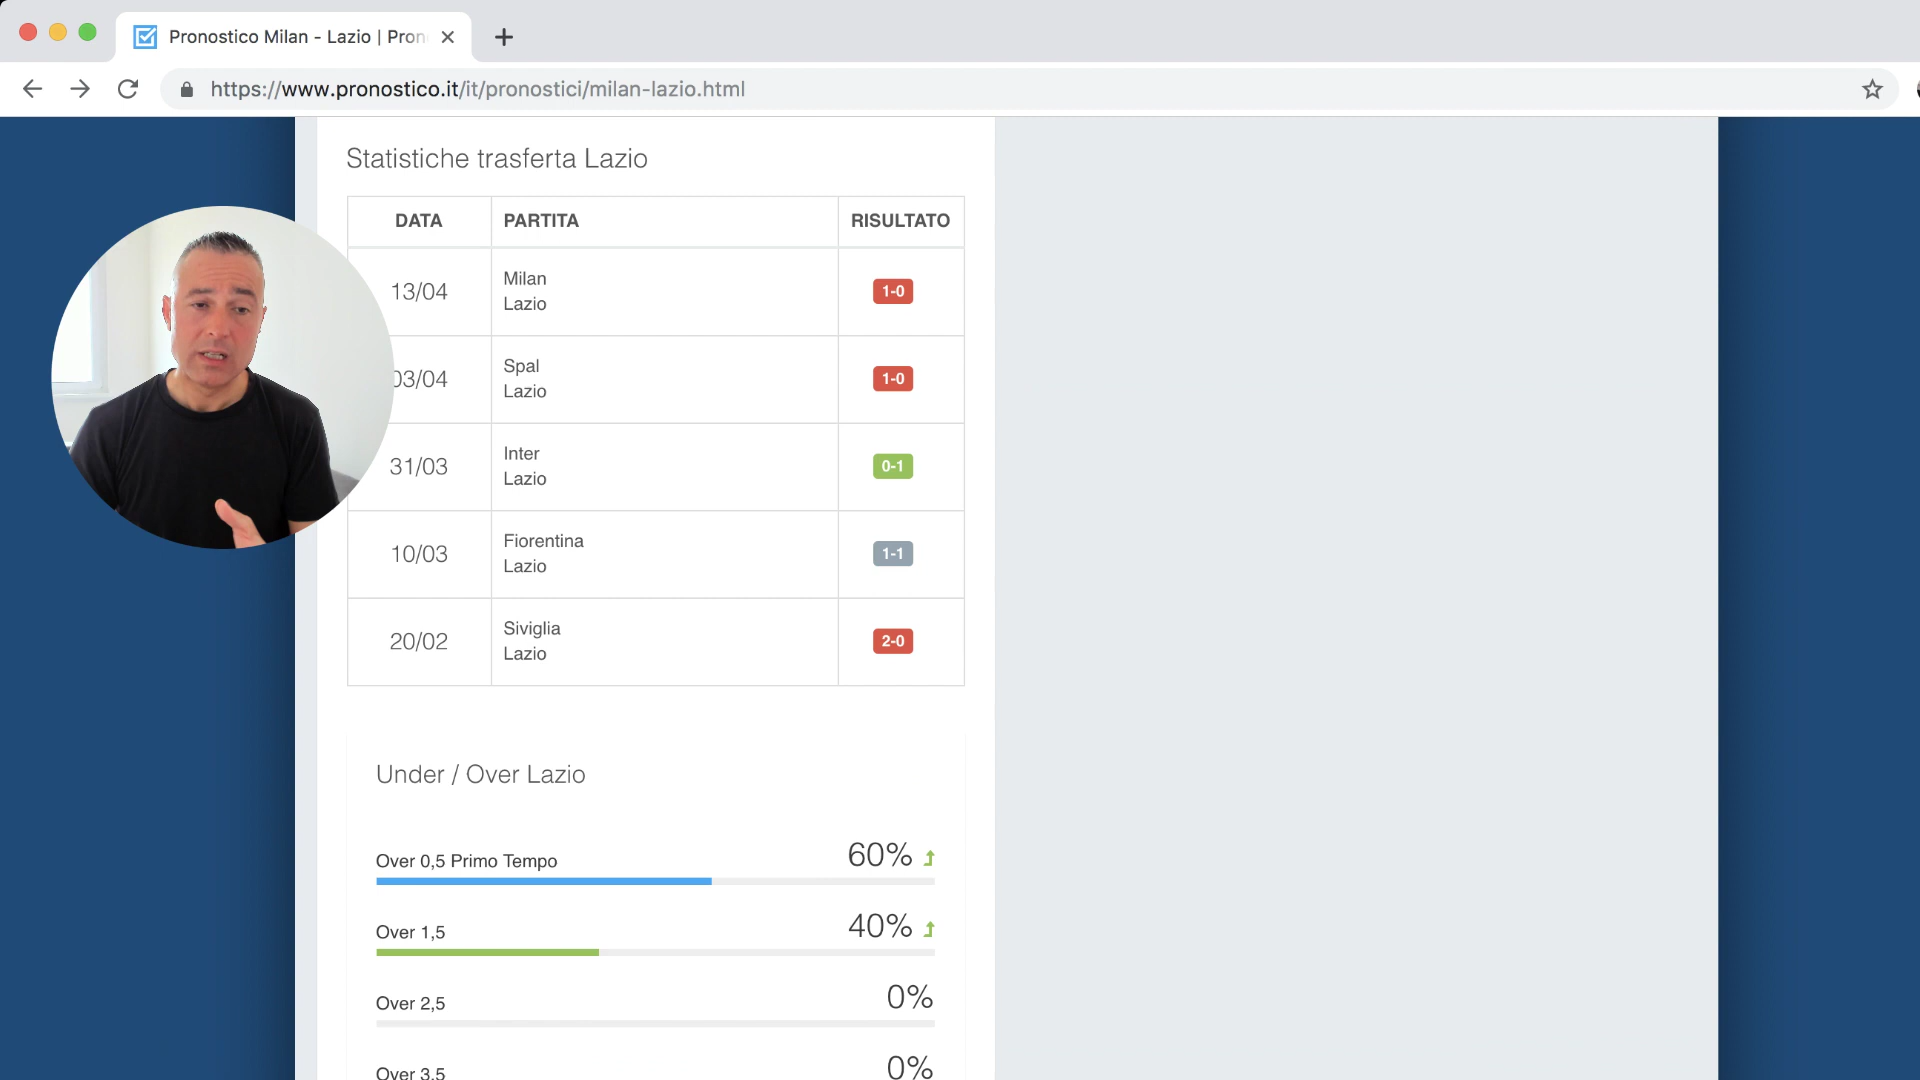 Pronostico Milan - Lazio | Pron
https://www.pronostico.it/it/pronostici/milan-lazio.html
Statistiche trasferta Lazio
DATA PARTITA RISULTATO
13/04 Milan Lazio 1-0
03/04 Spal Lazio 1-0
31/03 Inter Lazio 0-1
10/03 Fiorentina Lazio 1-1
20/02 Siviglia Lazio 2-0
Under / Over Lazio
Over 0,5 Primo Tempo 60%
Over 1,5 40%
Over 2,5 0%
Over 3,5 0%